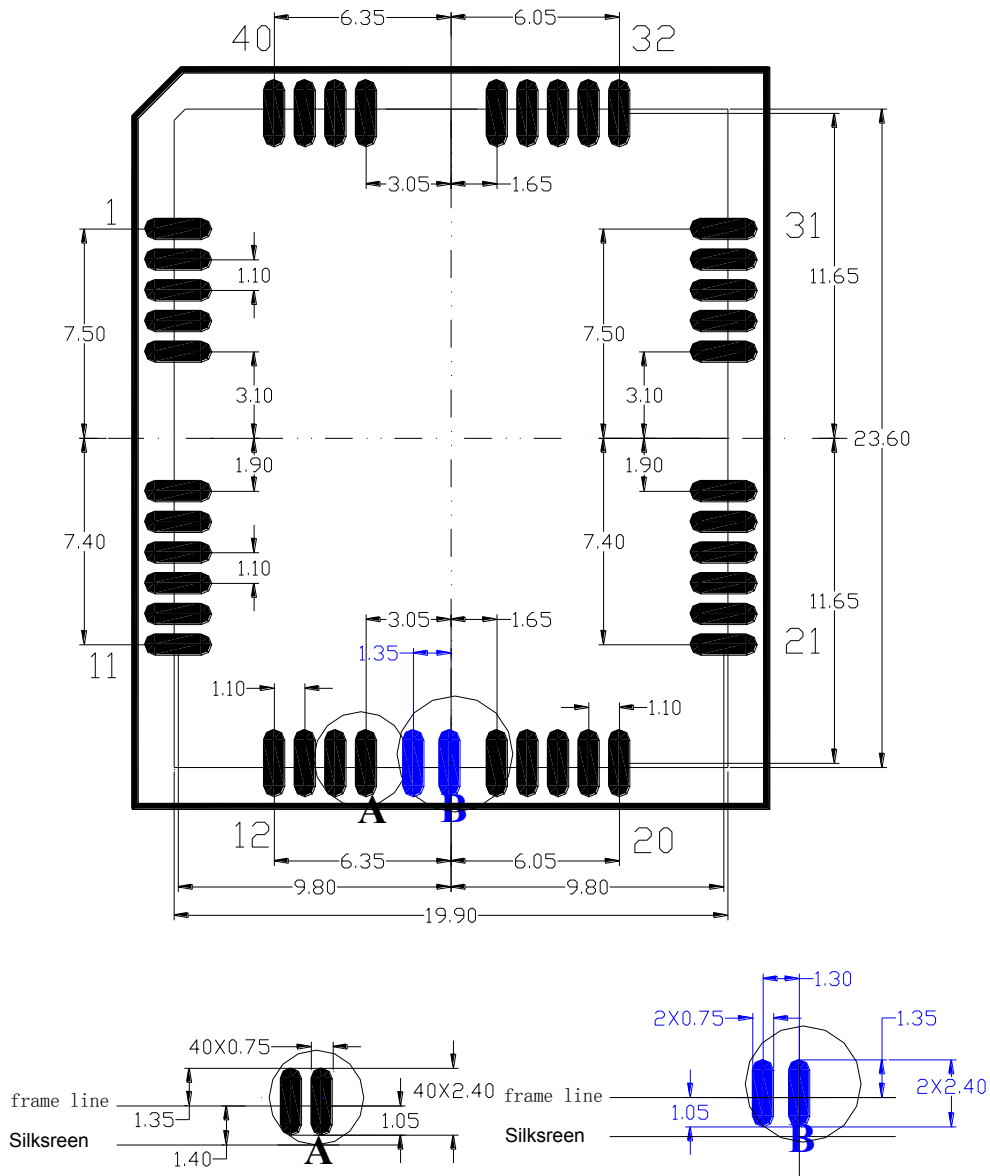 6.35 6.05
40 32
3.05 1.65
1 31
1.10 11.65
7.50 7.50
3.10 3.10
23.60
1.90 1.90
7.40 7.40
1.10
11.65
3.05 1.65
11 1.35 21
1.10 1.10
A B
12 20
6.35 6.05
9.80 9.80
19.90
1.30
2X0.75 1.35
40X0.75
40X2.40 2X2.40
frame line 1.35 1.05
frame line 1.05
Silksreen 1.40 A
Silksreen B